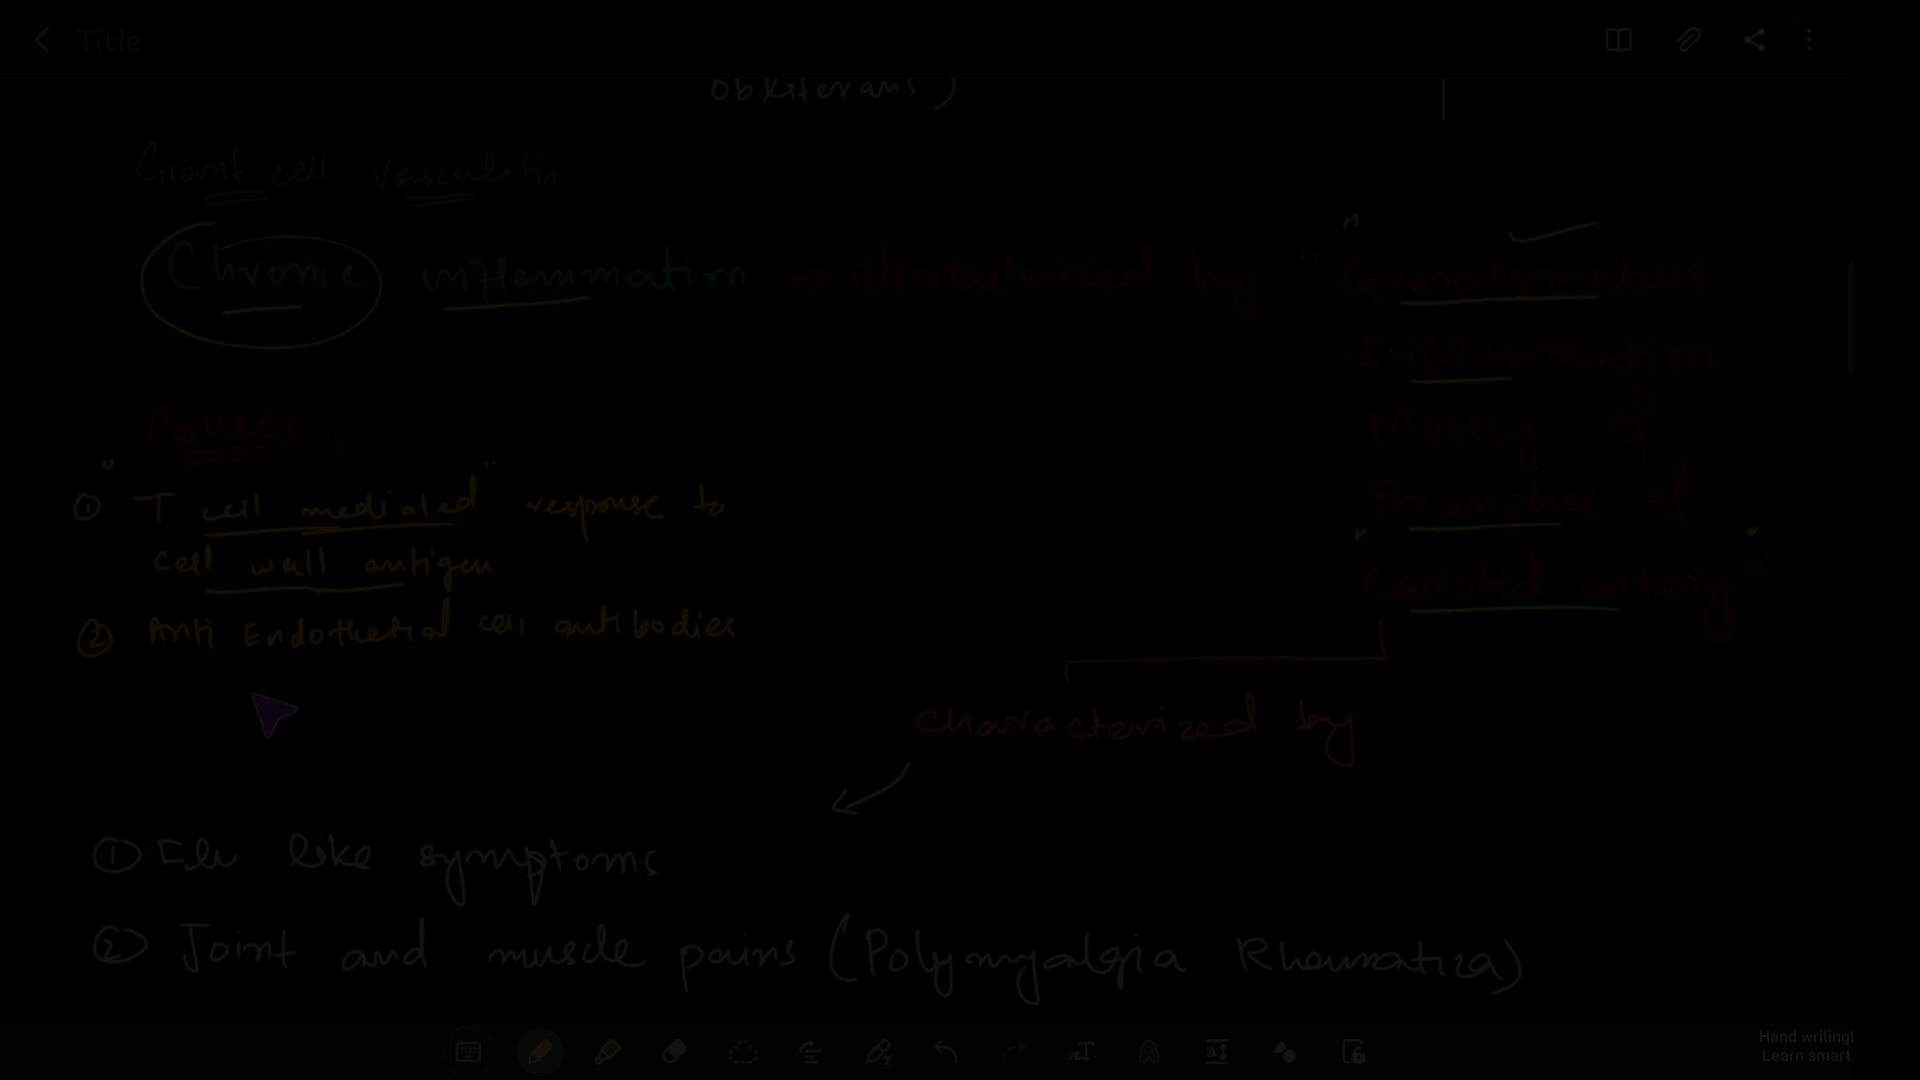 Title
obliterans)
Giant cell vasculitis
Chronic inflammation → characterized by " Granulomatous
Inflammation
Mostly of
Branches of
"carotid artery"
Causes :
① "T cell mediated" response to
cell wall antigen
② Anti Endothelial cell antibodies
characterized by
① Flu like symptoms
② Joint and muscle pains (Polymyalgia Rheumatica)
Hand writing!
Learn smart